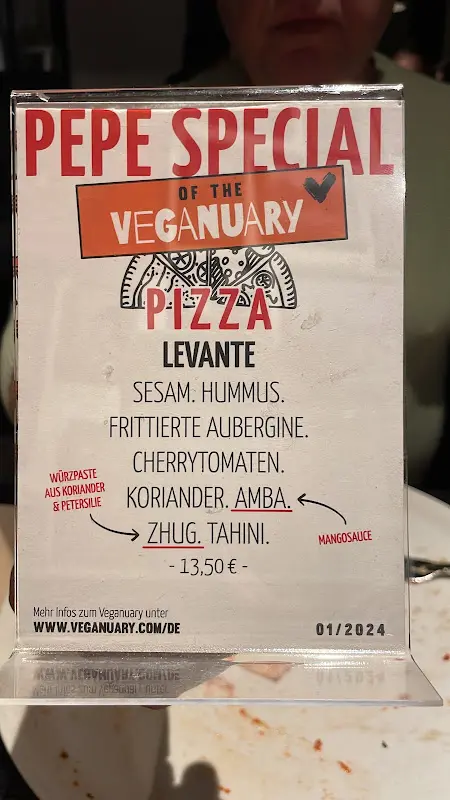 PEPE SPECIAL
OF THE
VEGANUARY
PIZZA
LEVANTE
SESAM. HUMMUS.
FRITTIERTE AUBERGINE.
CHERRYTOMATEN.
KORIANDER. AMBA.
ZHUG. TAHINI.
- 13,50 € -
WÜRZPASTE
AUS KORIANDER
& PETERSILIE
MANGOSAUCE
Mehr Infos zum Veganuary unter
WWW.VEGANUARY.COM/DE
01/2024